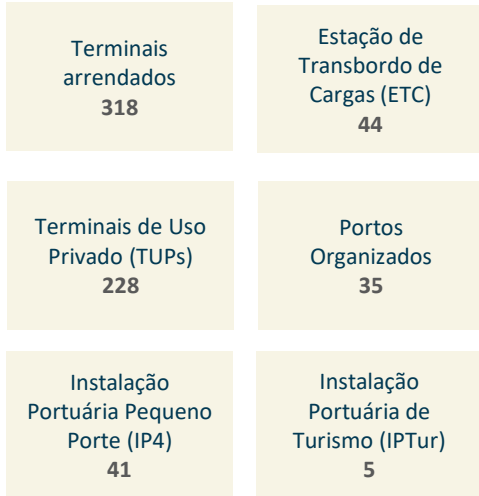 Terminais
arrendados
318
Estação de
Transbordo de
Cargas (ETC)
44
Terminais de Uso
Privado (TUPs)
228
Portos
Organizados
35
Instalação
Portuária Pequeno
Porte (IP4)
41
Instalação
Portuária de
Turismo (IPTur)
5